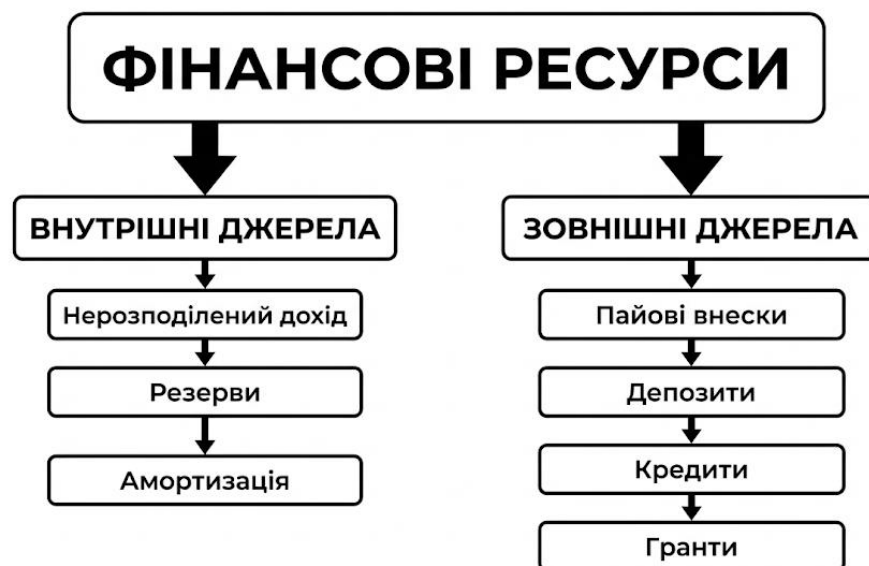 ФІНАНСОВІ РЕСУРСИ
ВНУТРІШНІ ДЖЕРЕЛА
Нерозподілений дохід
Резерви
Амортизація
ЗОВНІШНІ ДЖЕРЕЛА
Пайові внески
Депозити
Кредити
Гранти